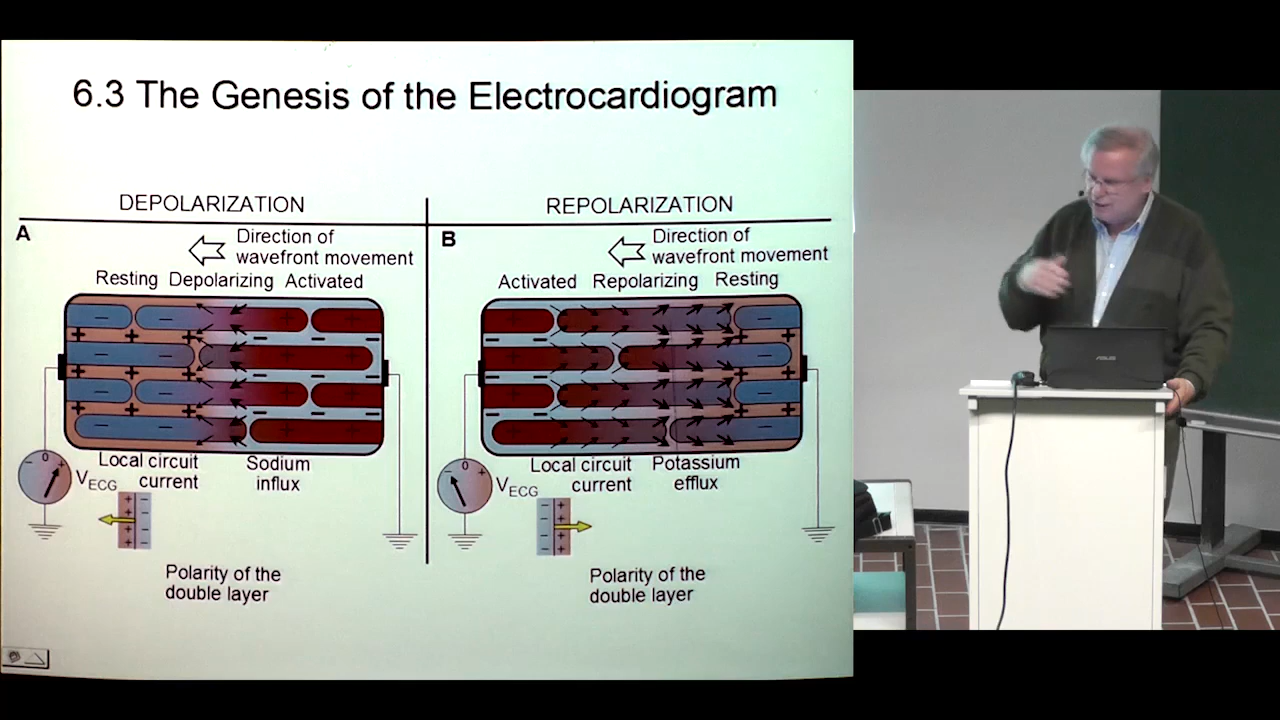 6.3 The Genesis of the Electrocardiogram
DEPOLARIZATION
A
Direction of
wavefront movement
Resting Depolarizing Activated
Local circuit
current
Sodium
influx
− 0 +
VECG
Polarity of the
double layer
REPOLARIZATION
B
Direction of
wavefront movement
Activated Repolarizing Resting
Local circuit
current
Potassium
efflux
− 0 +
VECG
Polarity of the
double layer
ASUS